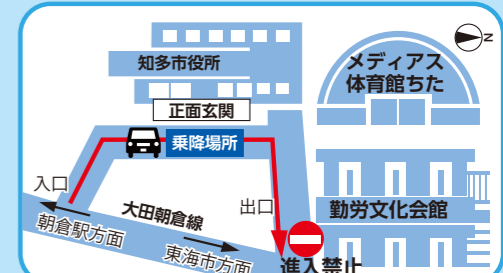 知多市役所
正面玄関
乗降場所
メディアス
体育館ちた
N
入口
朝倉駅方面
大田朝倉線
東海市方面
出口
勤労文化会館
進入禁止